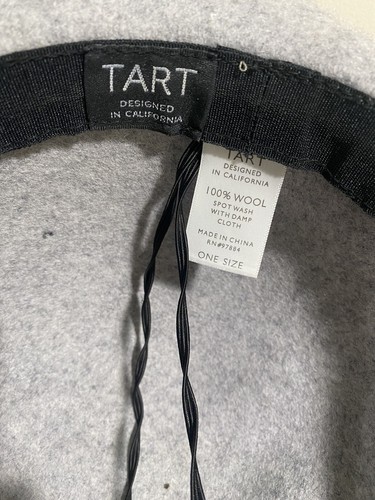 TART
DESIGNED
IN CALIFORNIA
TART
DESIGNED
IN CALIFORNIA
100% WOOL
SPOT WASH
WITH DAMP
CLOTH
MADE IN CHINA
RN#97884
ONE SIZE